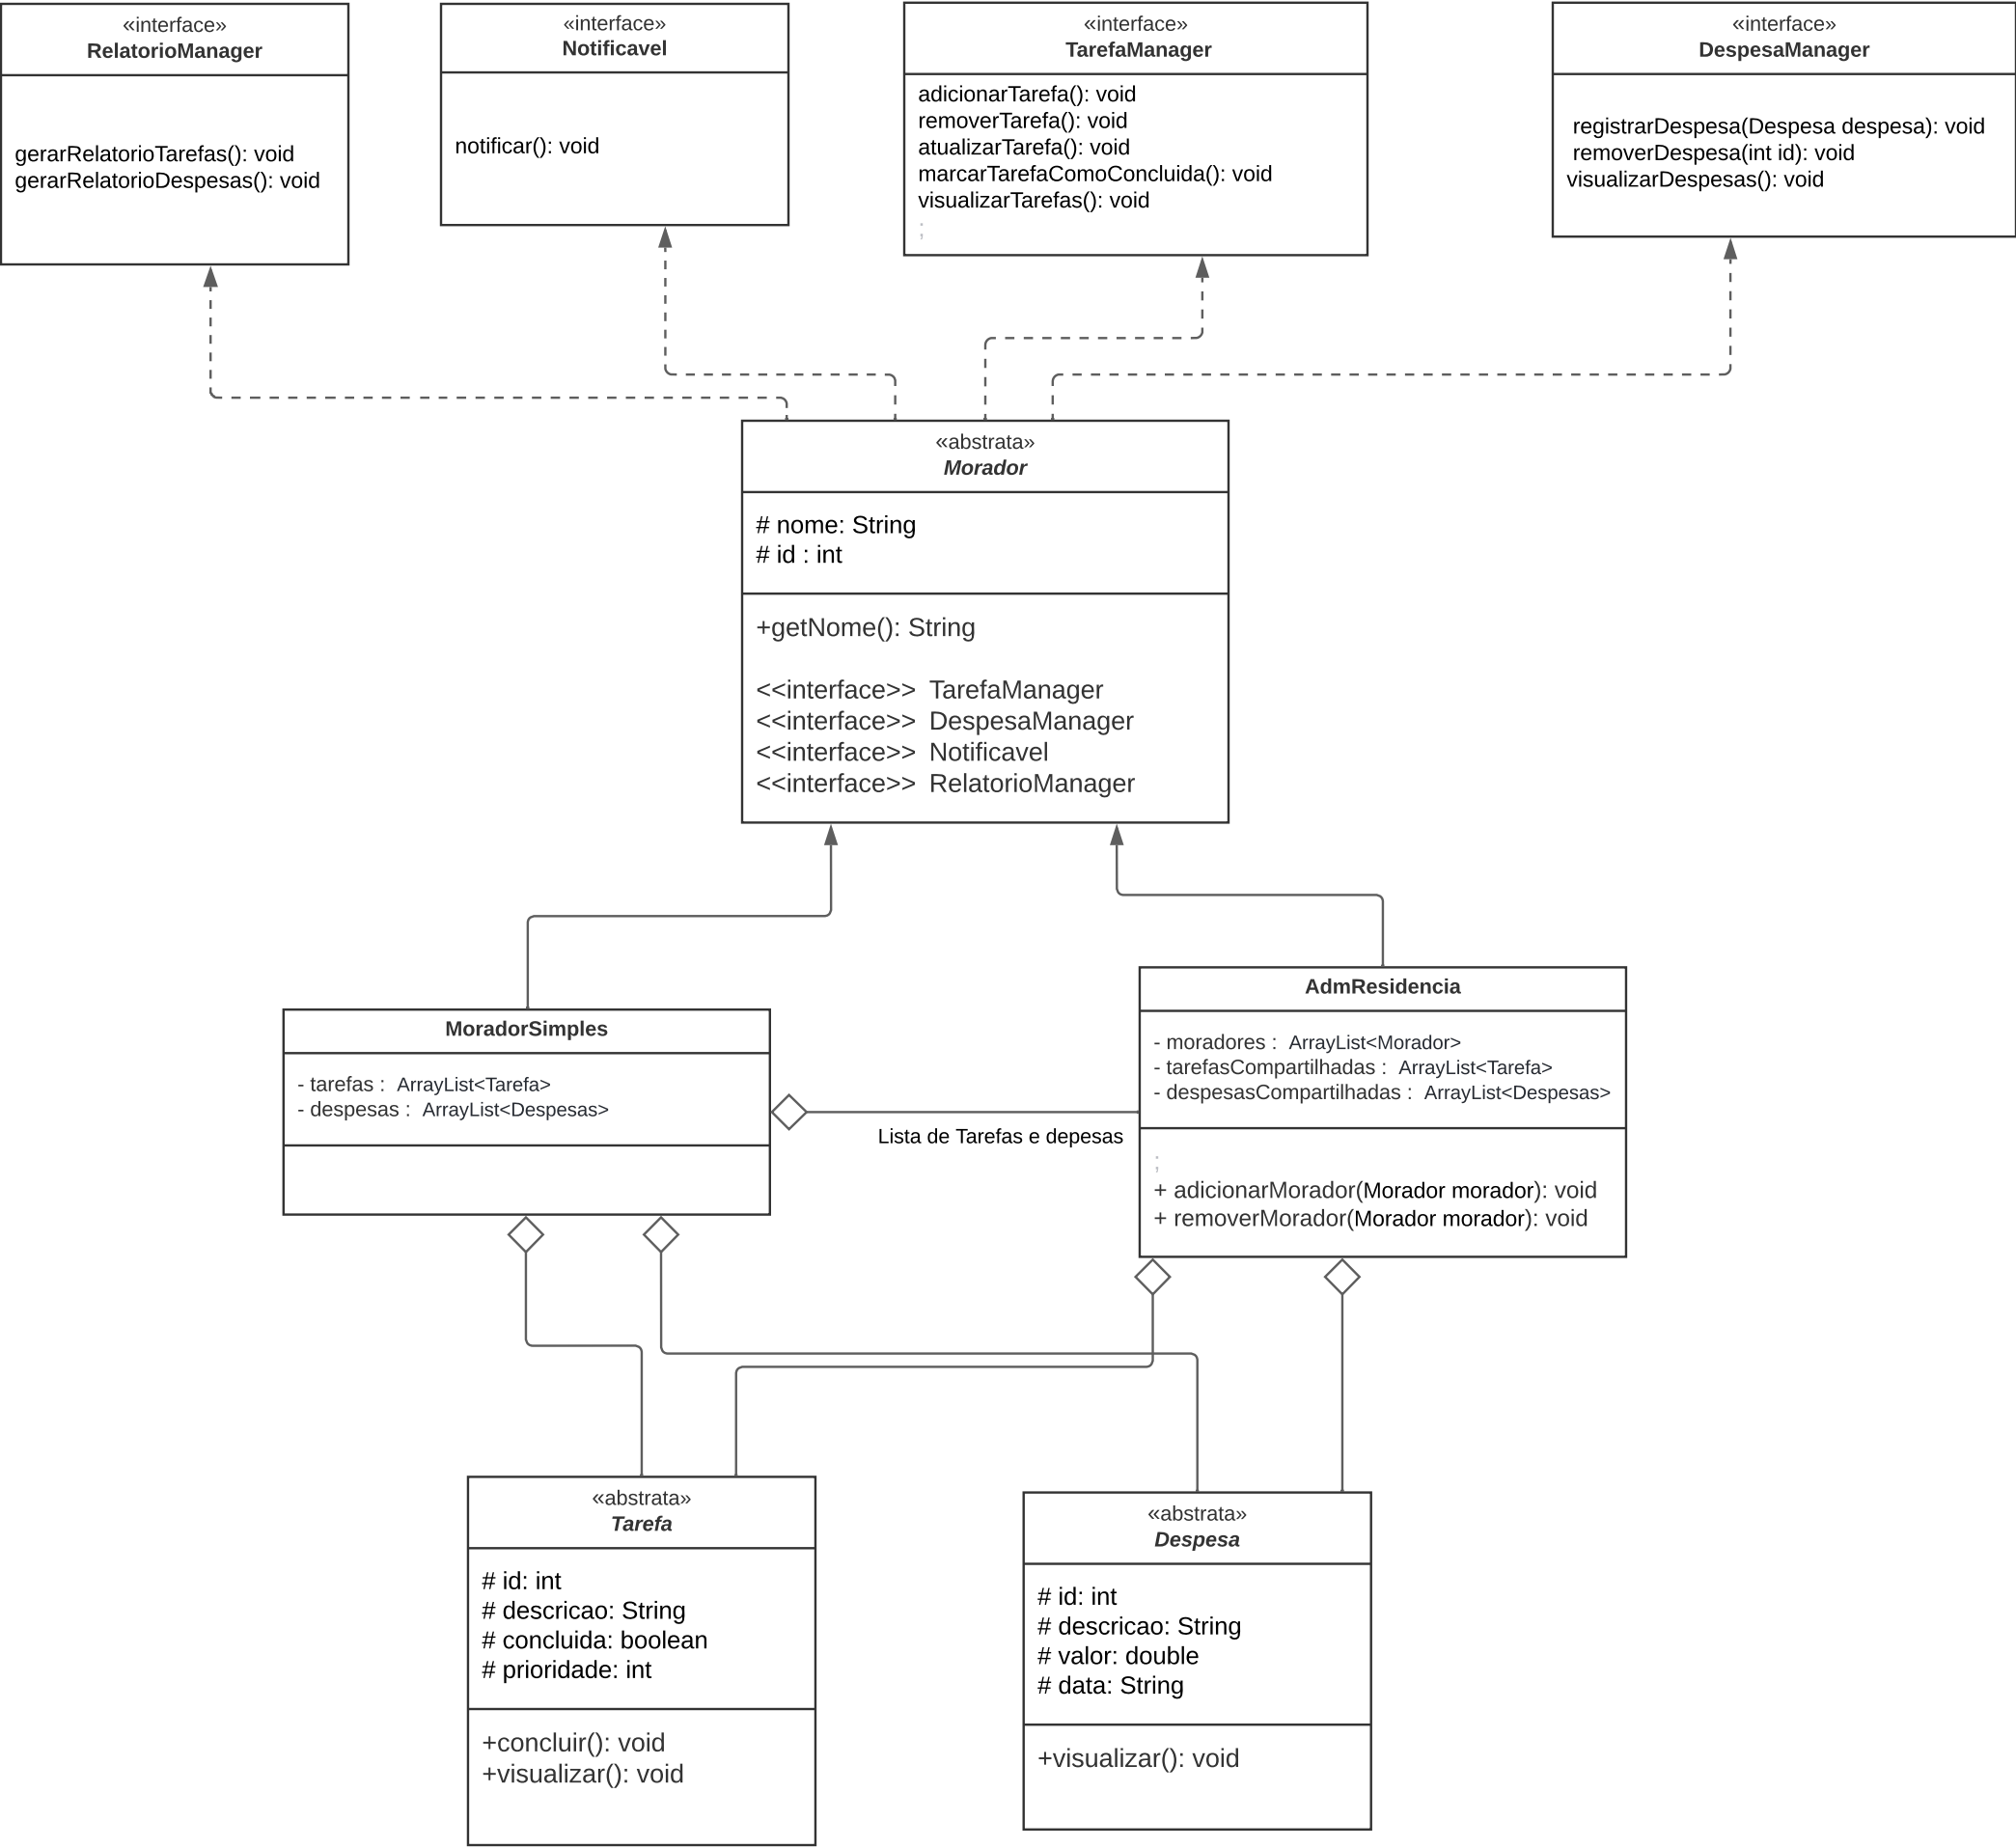 «interface»
RelatorioManager
gerarRelatorioTarefas(): void
gerarRelatorioDespesas(): void
«interface»
Notificavel
notificar(): void
«interface»
TarefaManager
adicionarTarefa(): void
removerTarefa(): void
atualizarTarefa(): void
marcarTarefaComoConcluida(): void
visualizarTarefas(): void
;
«interface»
DespesaManager
registrarDespesa(Despesa despesa): void
removerDespesa(int id): void
visualizarDespesas(): void
«abstrata»
Morador
# nome: String
# id : int
+getNome(): String
<<interface>> TarefaManager
<<interface>> DespesaManager
<<interface>> Notificavel
<<interface>> RelatorioManager
MoradorSimples
- tarefas : ArrayList<Tarefa>
- despesas : ArrayList<Despesas>
Lista de Tarefas e depesas
AdmResidencia
- moradores : ArrayList<Morador>
- tarefasCompartilhadas : ArrayList<Tarefa>
- despesasCompartilhadas : ArrayList<Despesas>
;
+ adicionarMorador(Morador morador): void
+ removerMorador(Morador morador): void
«abstrata»
Tarefa
# id: int
# descricao: String
# concluida: boolean
# prioridade: int
+concluir(): void
+visualizar(): void
«abstrata»
Despesa
# id: int
# descricao: String
# valor: double
# data: String
+visualizar(): void